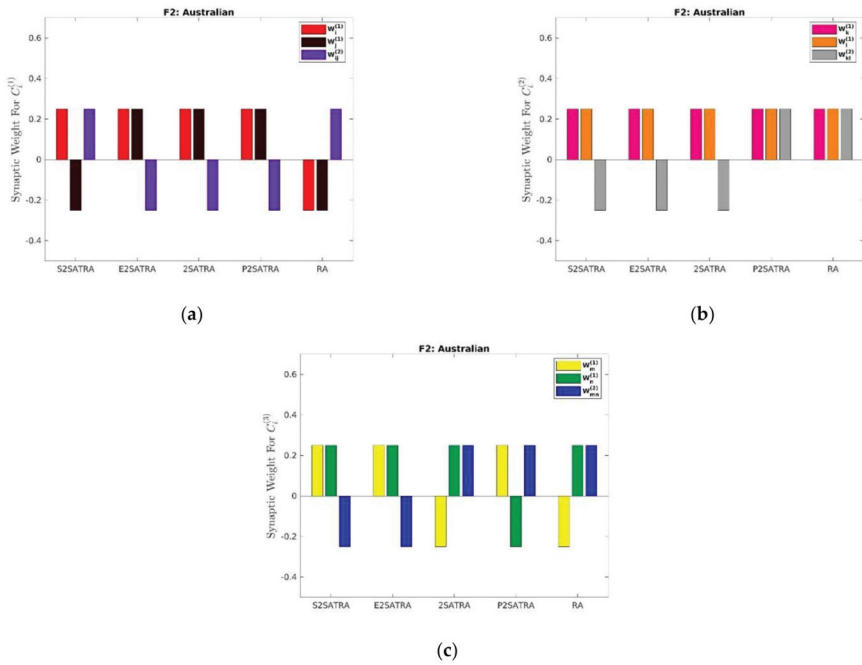 F2: Australian
Synaptic Weight For C_i^(1)
0.6
0.4
0.2
0
-0.2
-0.4
W_i^(1)
W_j^(1)
W_ij^(2)
S2SATRA E2SATRA 2SATRA P2SATRA RA
(a)
F2: Australian
Synaptic Weight For C_i^(2)
0.6
0.4
0.2
0
-0.2
-0.4
W_k^(1)
W_l^(1)
W_kl^(2)
S2SATRA E2SATRA 2SATRA P2SATRA RA
(b)
F2: Australian
Synaptic Weight For C_i^(3)
0.6
0.4
0.2
0
-0.2
-0.4
W_m^(1)
W_n^(1)
W_mn^(2)
S2SATRA E2SATRA 2SATRA P2SATRA RA
(c)